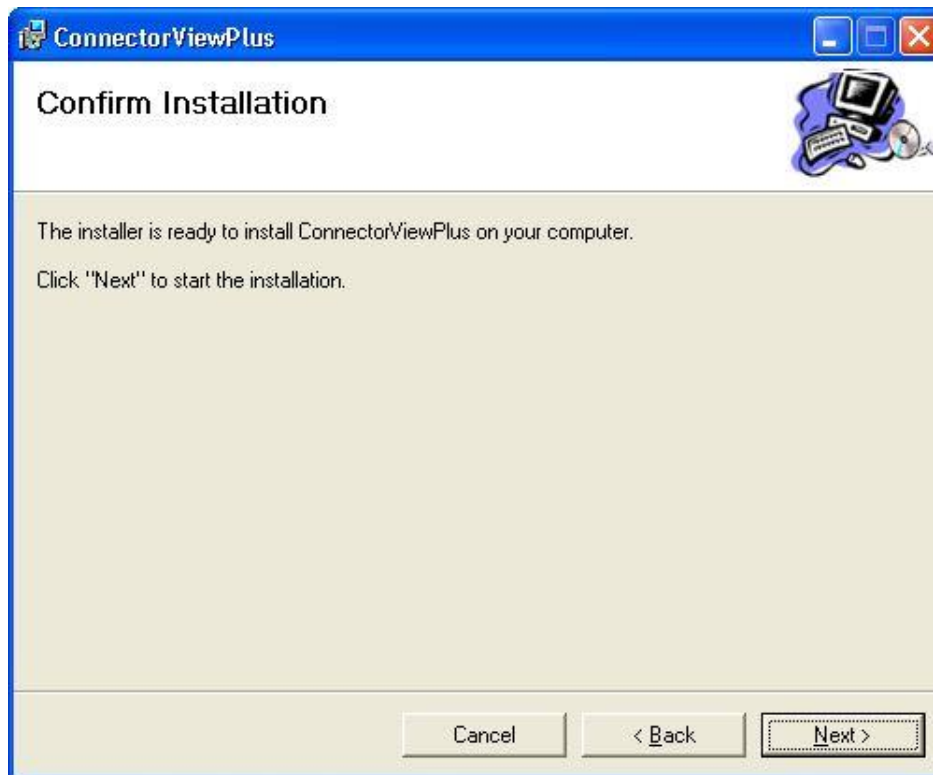 ConnectorViewPlus
Confirm Installation
The installer is ready to install ConnectorViewPlus on your computer.
Click "Next" to start the installation.
Cancel
< Back
Next >